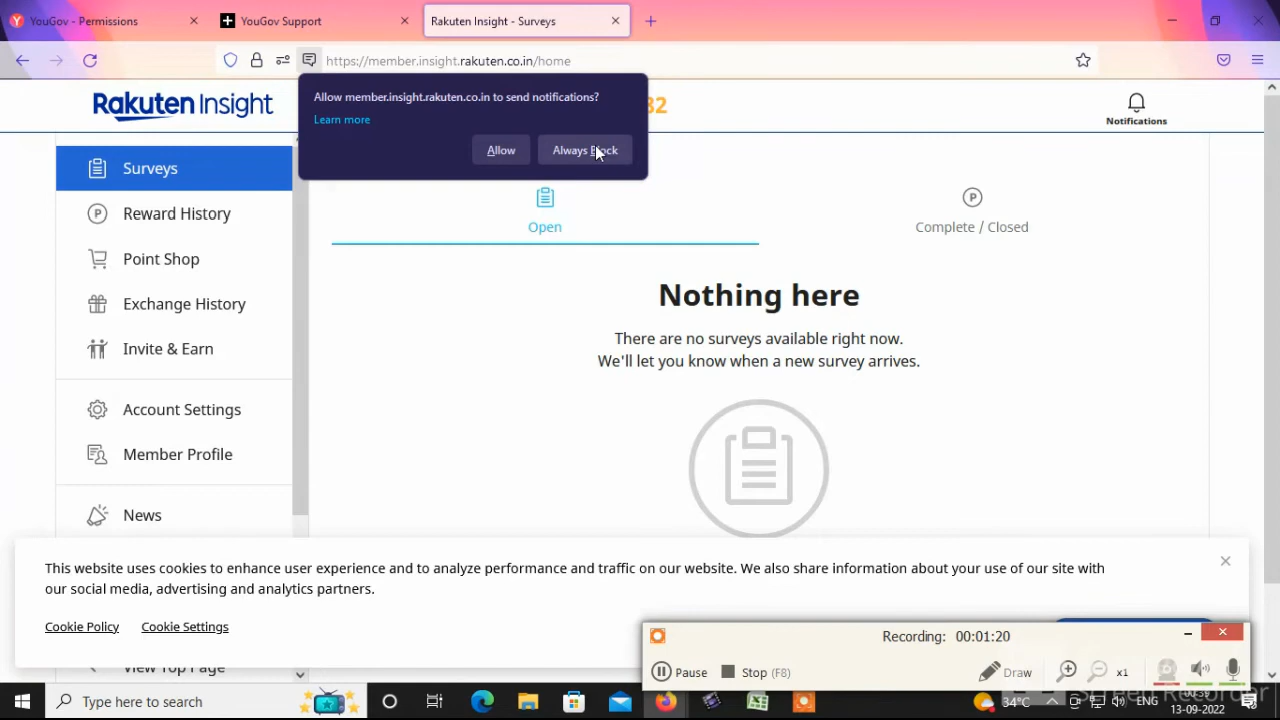 YouGov - Permissions
YouGov Support
Rakuten Insight - Surveys
https://member.insight.rakuten.co.in/home
Allow member.insight.rakuten.co.in to send notifications?
Learn more
Allow
Always Block
Rakuten Insight
32
Notifications
Surveys
Reward History
Point Shop
Exchange History
Invite & Earn
Account Settings
Member Profile
News
View Top Page
Open
Complete / Closed
Nothing here
There are no surveys available right now.
We'll let you know when a new survey arrives.
This website uses cookies to enhance user experience and to analyze performance and traffic on our website. We also share information about your use of our site with
our social media, advertising and analytics partners.
Cookie Policy
Cookie Settings
Recording: 00:01:20
Pause
Stop (F8)
Draw
x1
Screen Recorder
Type here to search
34°C
ENG
00:39
13-09-2022